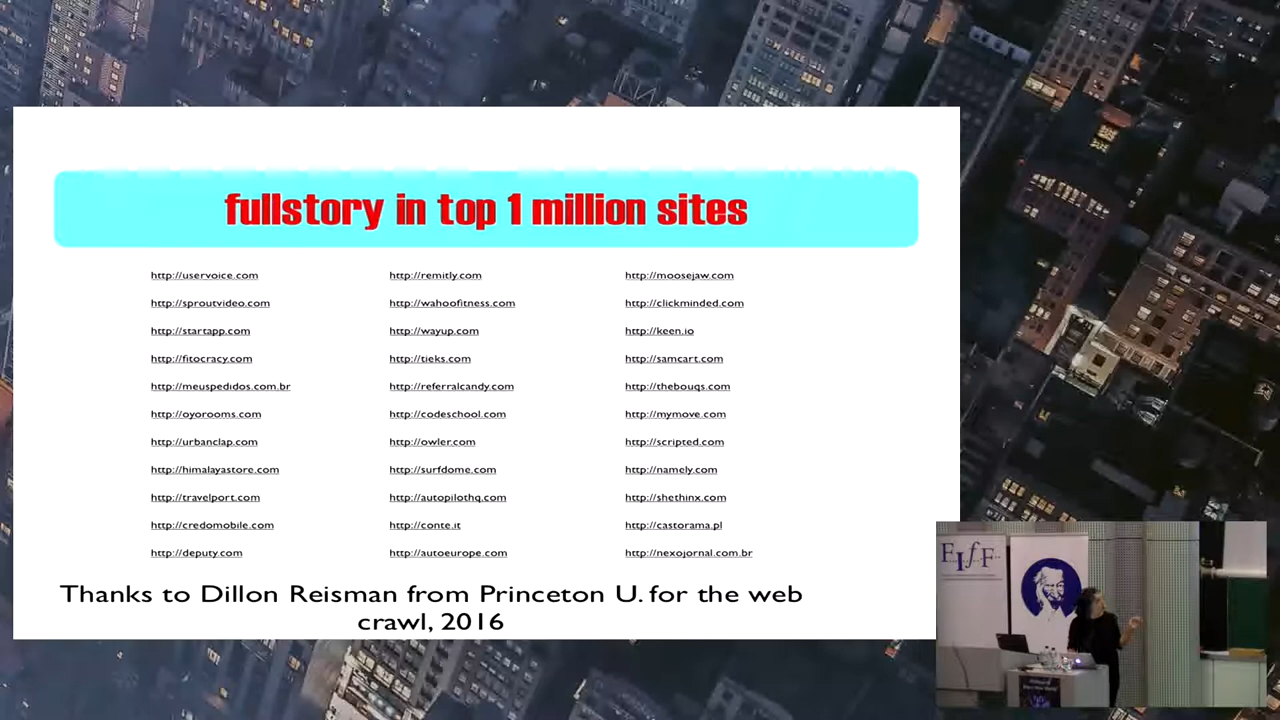 fullstory in top 1 million sites
http://uservoice.com
http://sproutvideo.com
http://startapp.com
http://fitocracy.com
http://meuspedidos.com.br
http://oyorooms.com
http://urbanclap.com
http://himalayastore.com
http://travelport.com
http://credomobile.com
http://deputy.com
http://remitly.com
http://wahoofitness.com
http://wayup.com
http://tieks.com
http://referralcandy.com
http://codeschool.com
http://owler.com
http://surfdome.com
http://autopilothq.com
http://conte.it
http://autoeurope.com
http://moosejaw.com
http://clickminded.com
http://keen.io
http://samcart.com
http://thebouqs.com
http://mymove.com
http://scripted.com
http://namely.com
http://shethinx.com
http://castorama.pl
http://nexojornal.com.br
Thanks to Dillon Reisman from Princeton U. for the web
crawl, 2016
FIfF